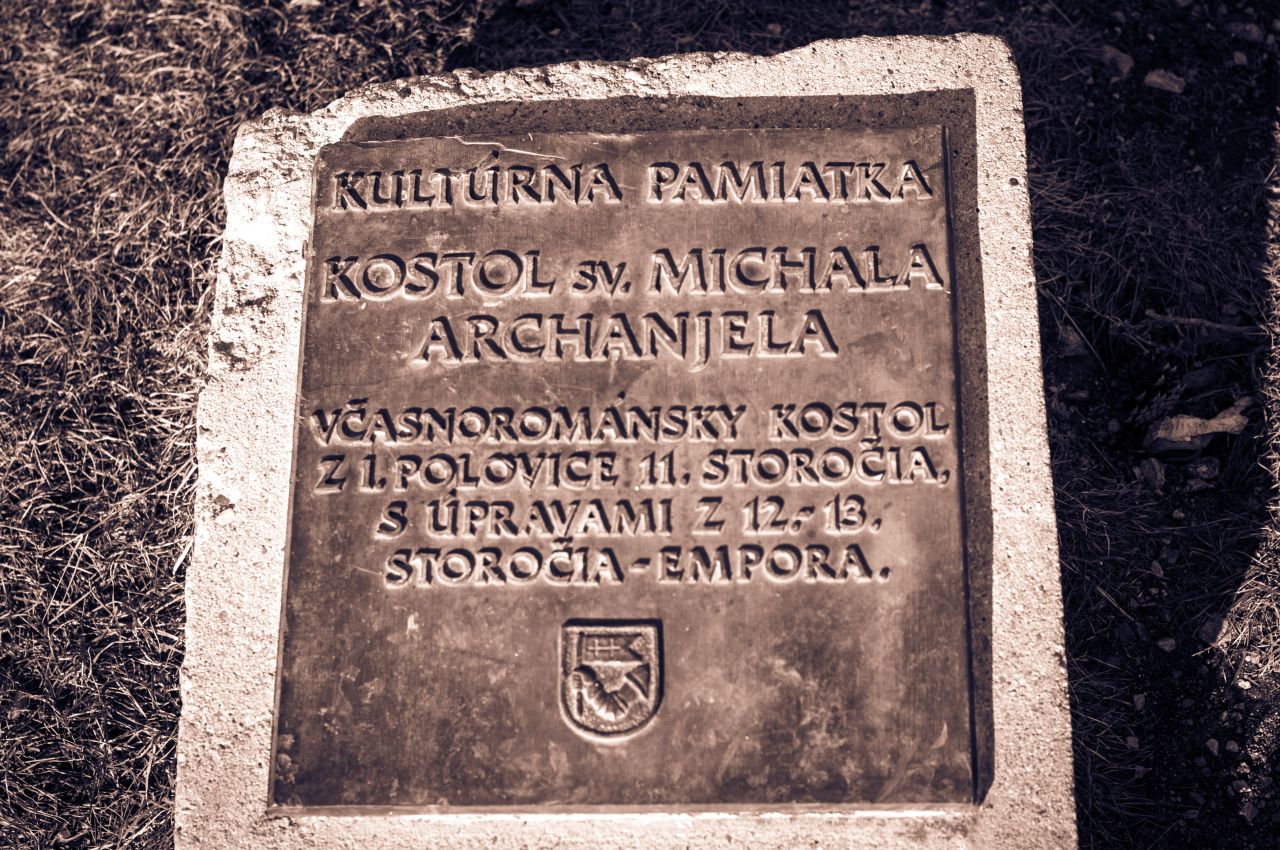 KULTÚRNA PAMIATKA
KOSTOL sv. MICHALA
ARCHANJELA
VČASNOROMÁNSKY KOSTOL
Z 1. POLOVICE 11. STOROČIA,
S ÚPRAVAMI Z 12.-13.
STOROČIA-EMPORA.